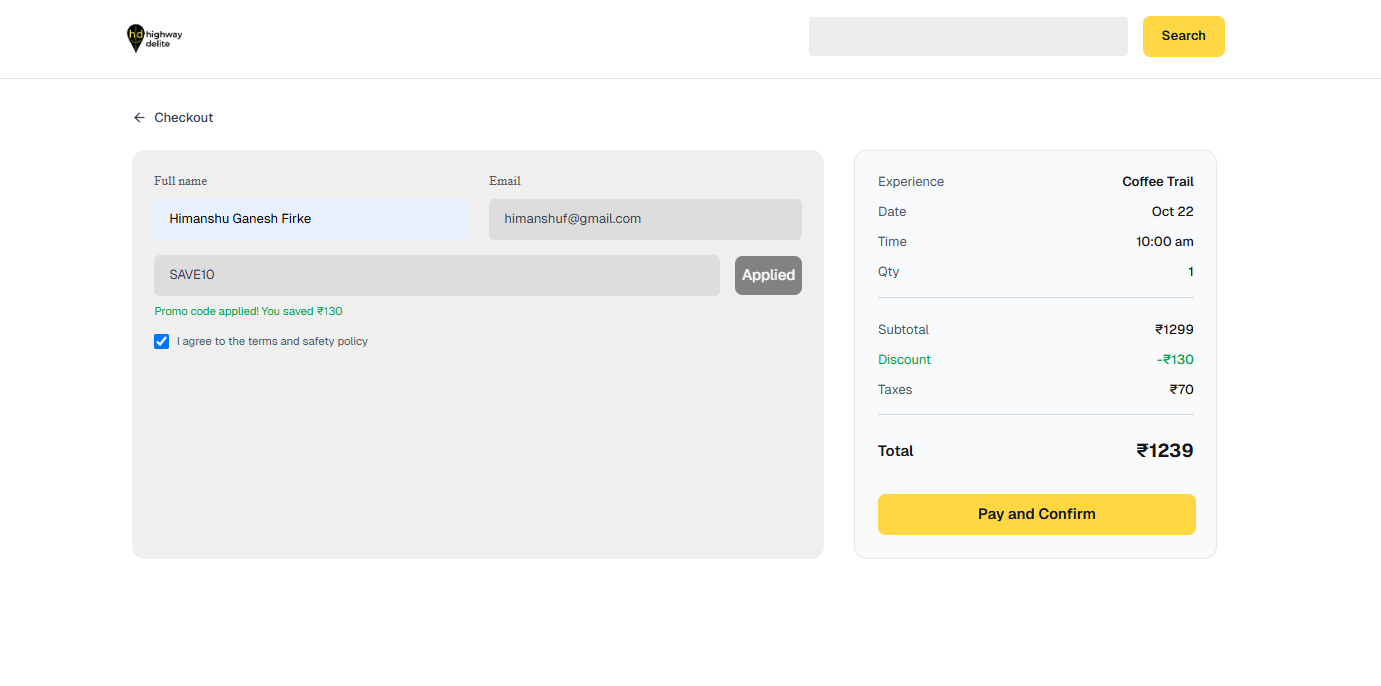 hd highway
delite
Search
← Checkout
Full name
Email
Himanshu Ganesh Firke
himanshuf@gmail.com
SAVE10
Applied
Promo code applied! You saved ₹130
I agree to the terms and safety policy
Experience Coffee Trail
Date Oct 22
Time 10:00 am
Qty 1
Subtotal ₹1299
Discount -₹130
Taxes ₹70
Total ₹1239
Pay and Confirm